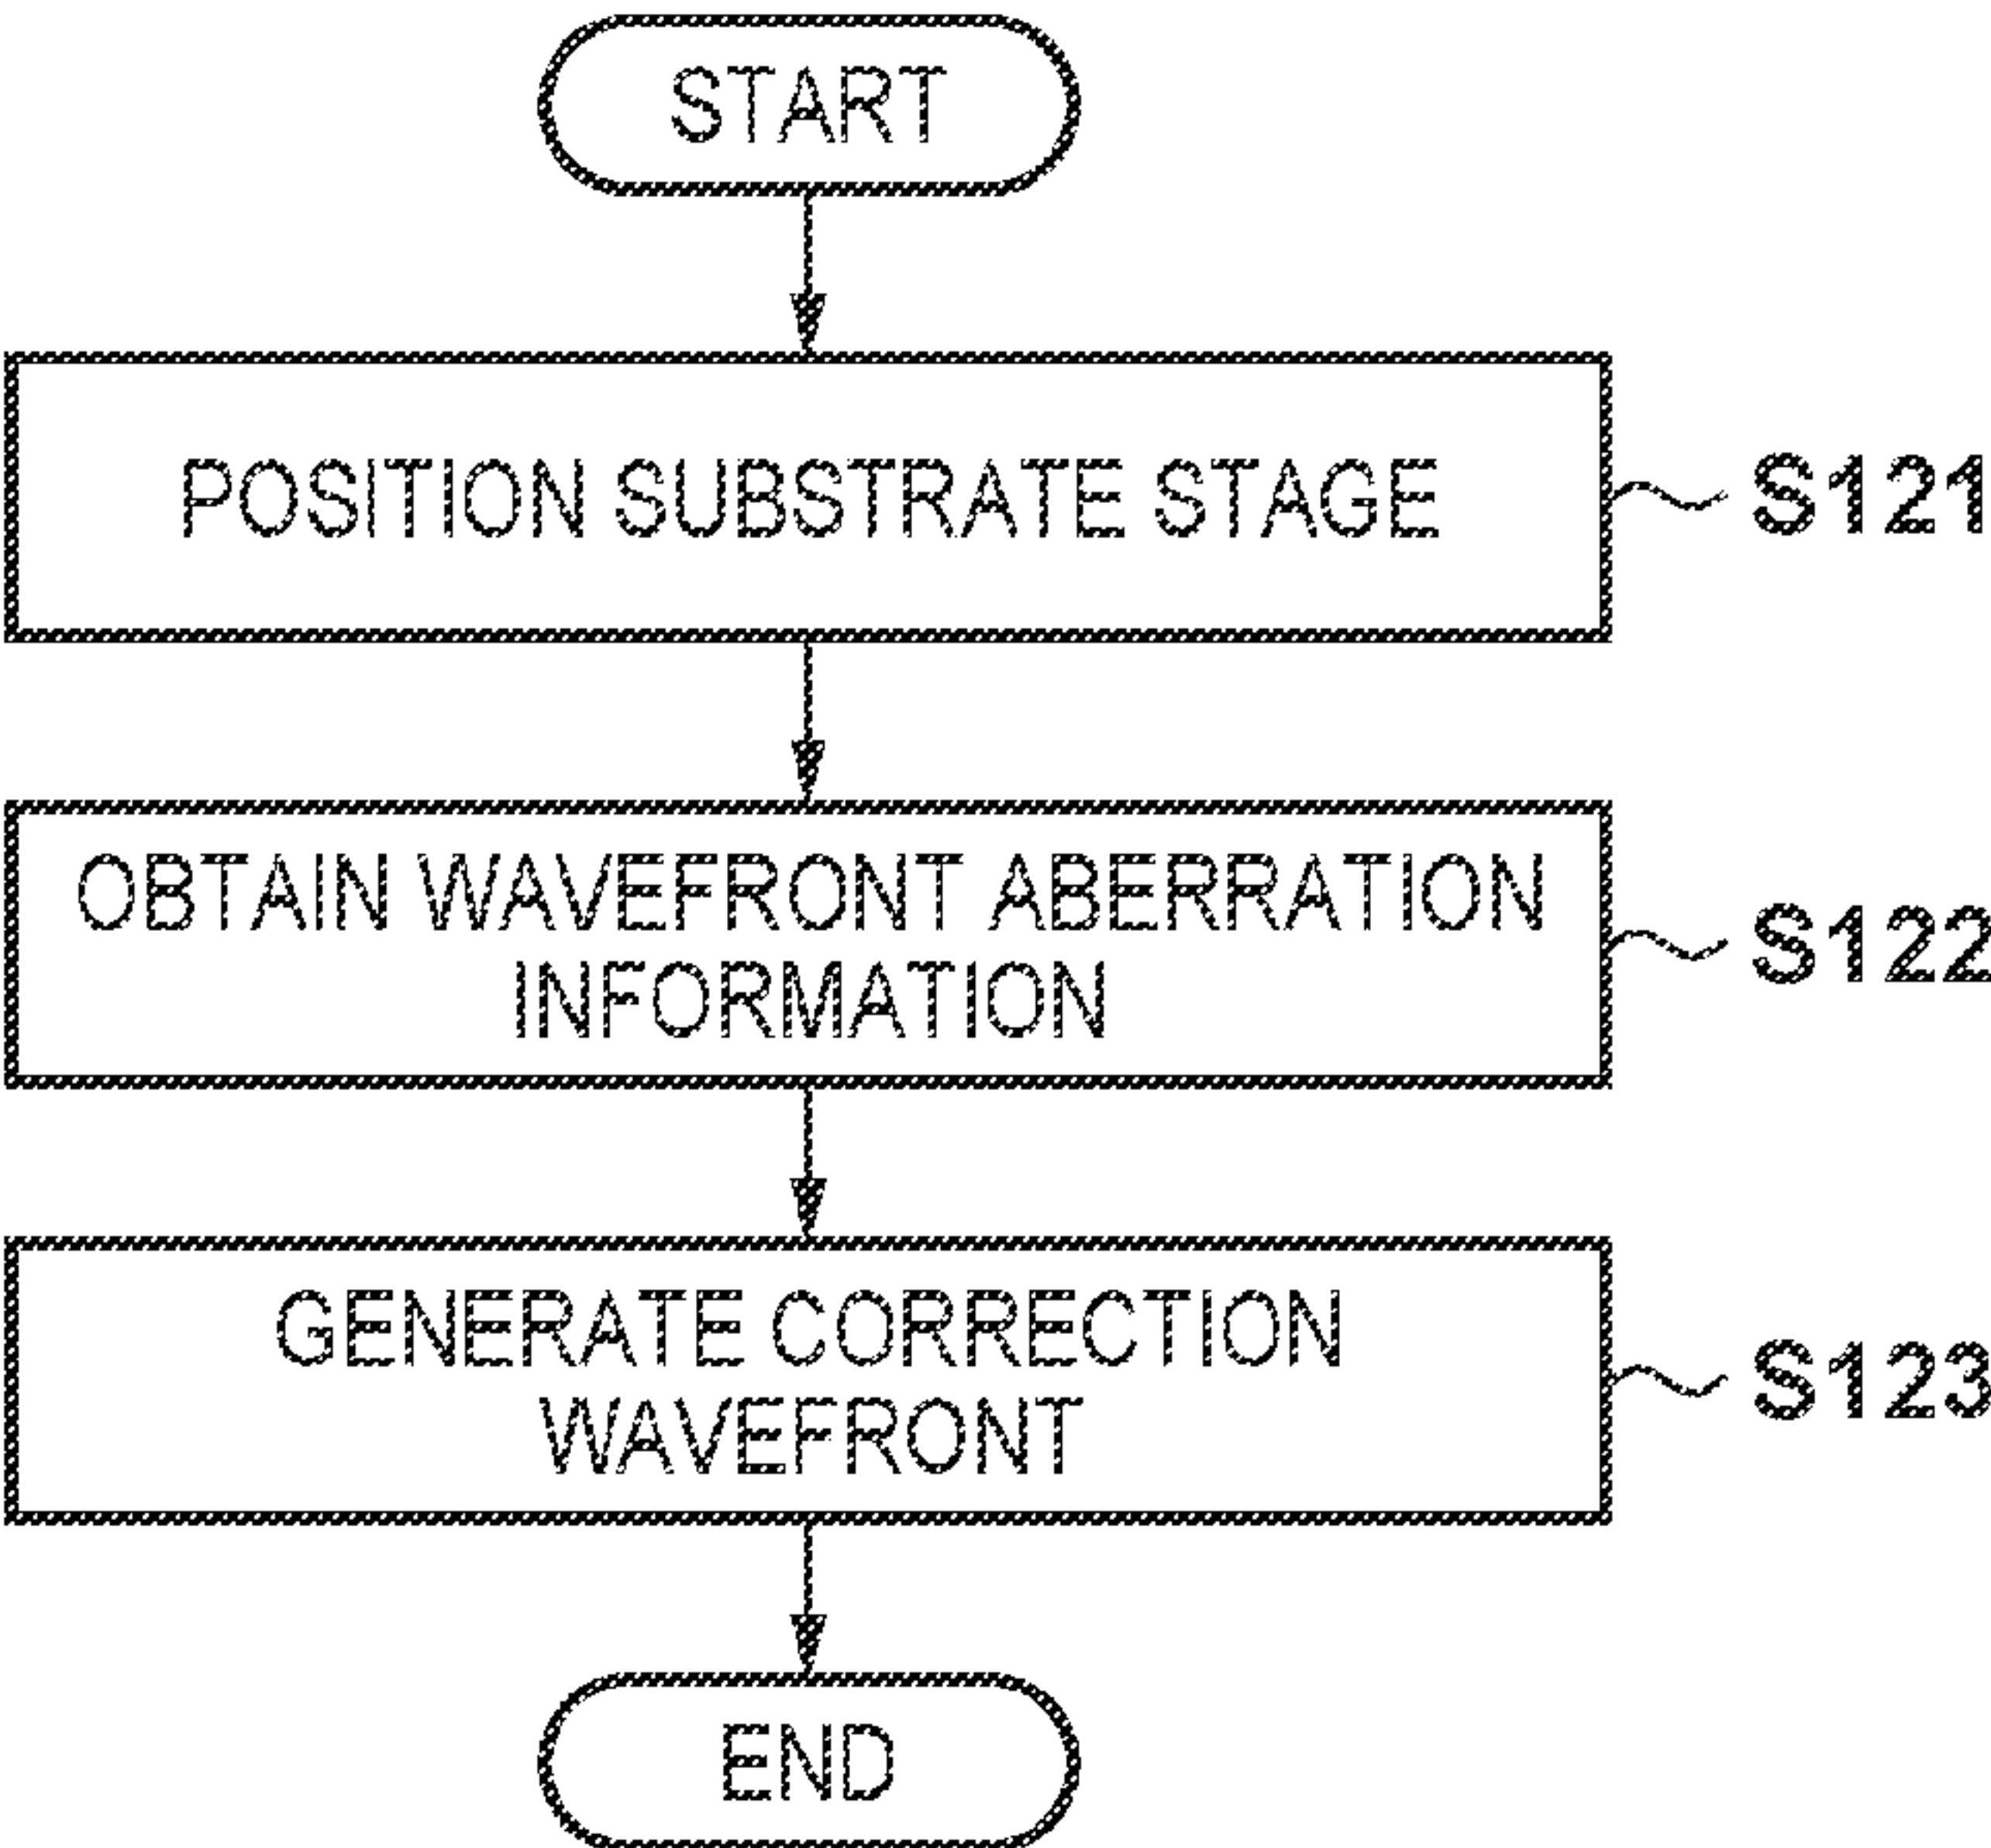 START
POSITION SUBSTRATE STAGE
S121
OBTAIN WAVEFRONT ABERRATION
INFORMATION
S122
GENERATE CORRECTION
WAVEFRONT
S123
END